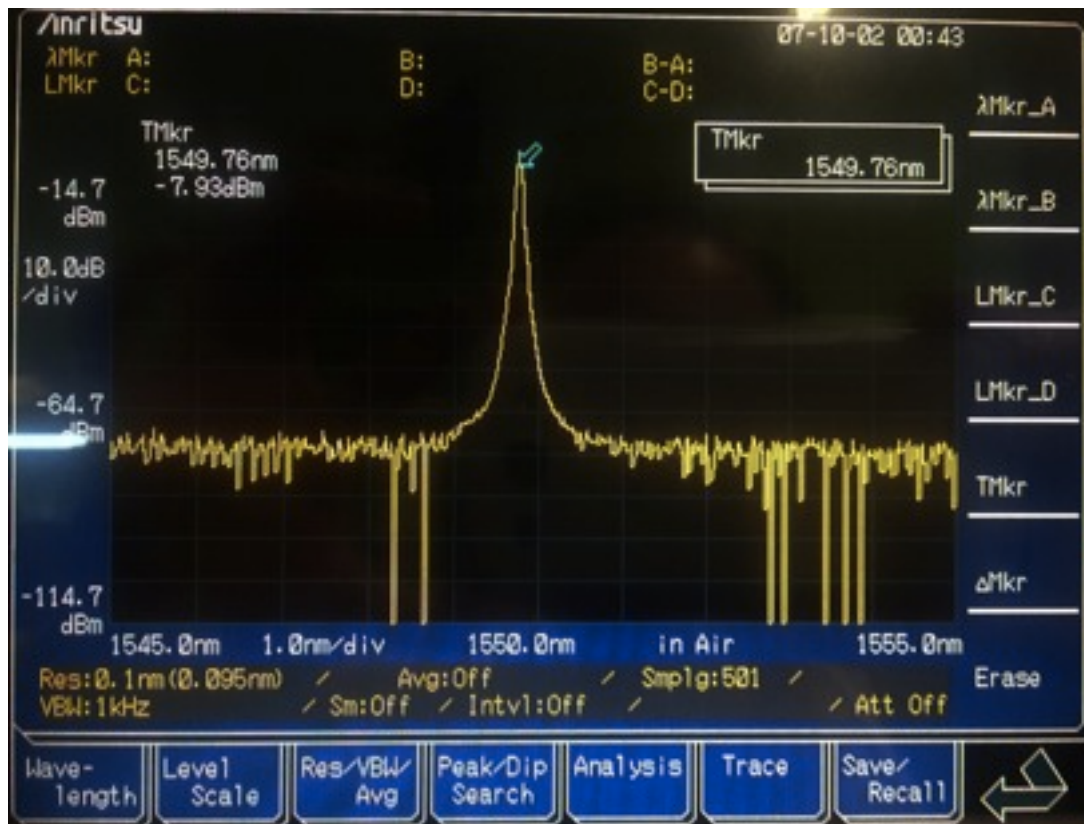 Anritsu
07-10-02 00:43
λMkr A: B: B-A:
LMkr C: D: C-D:
λMkr_A
TMkr
1549.76nm
-7.93dBm
TMkr
1549.76nm
-14.7
dBm
λMkr_B
10.0dB
/div
LMkr_C
LMkr_D
-64.7
dBm
TMkr
ΔMkr
-114.7
dBm
1545.0nm 1.0nm/div 1550.0nm in Air 1555.0nm
Res:0.1nm(0.095nm) / Avg:Off / Smplg:501 /
VBW:1kHz / Sm:Off / Intvl:Off / / Att Off
Erase
Wave-
length
Level
Scale
Res/VBW/
Avg
Peak/Dip
Search
Analysis
Trace
Save/
Recall